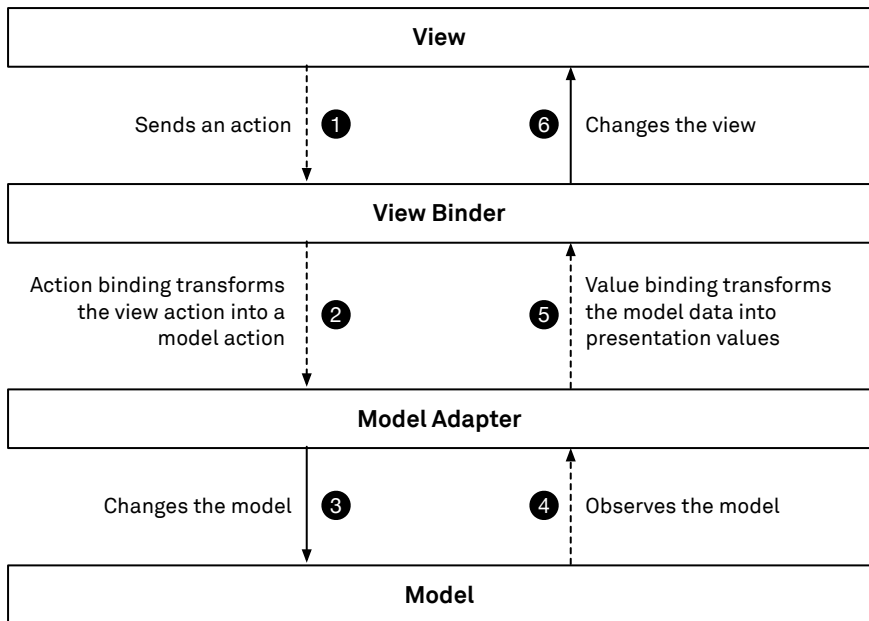 View
Sends an action
1
6
Changes the view
View Binder
Action binding transforms
the view action into a
model action
2
5
Value binding transforms
the model data into
presentation values
Model Adapter
Changes the model
3
4
Observes the model
Model